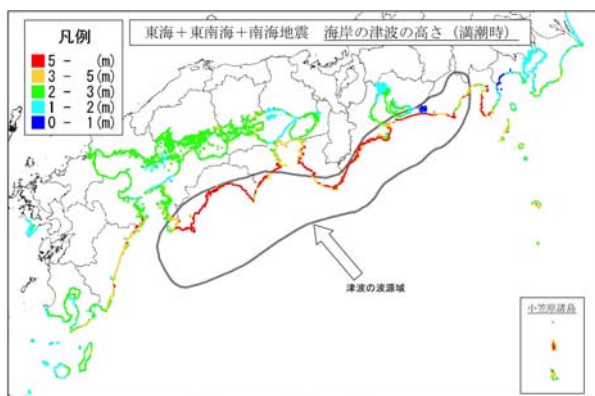 東海＋東南海＋南海地震　海岸の津波の高さ（満潮時）
凡例
5 -　　(m)
3 -　5(m)
2 -　3(m)
1 -　2(m)
0 -　1(m)
津波の波源域
小笠原諸島